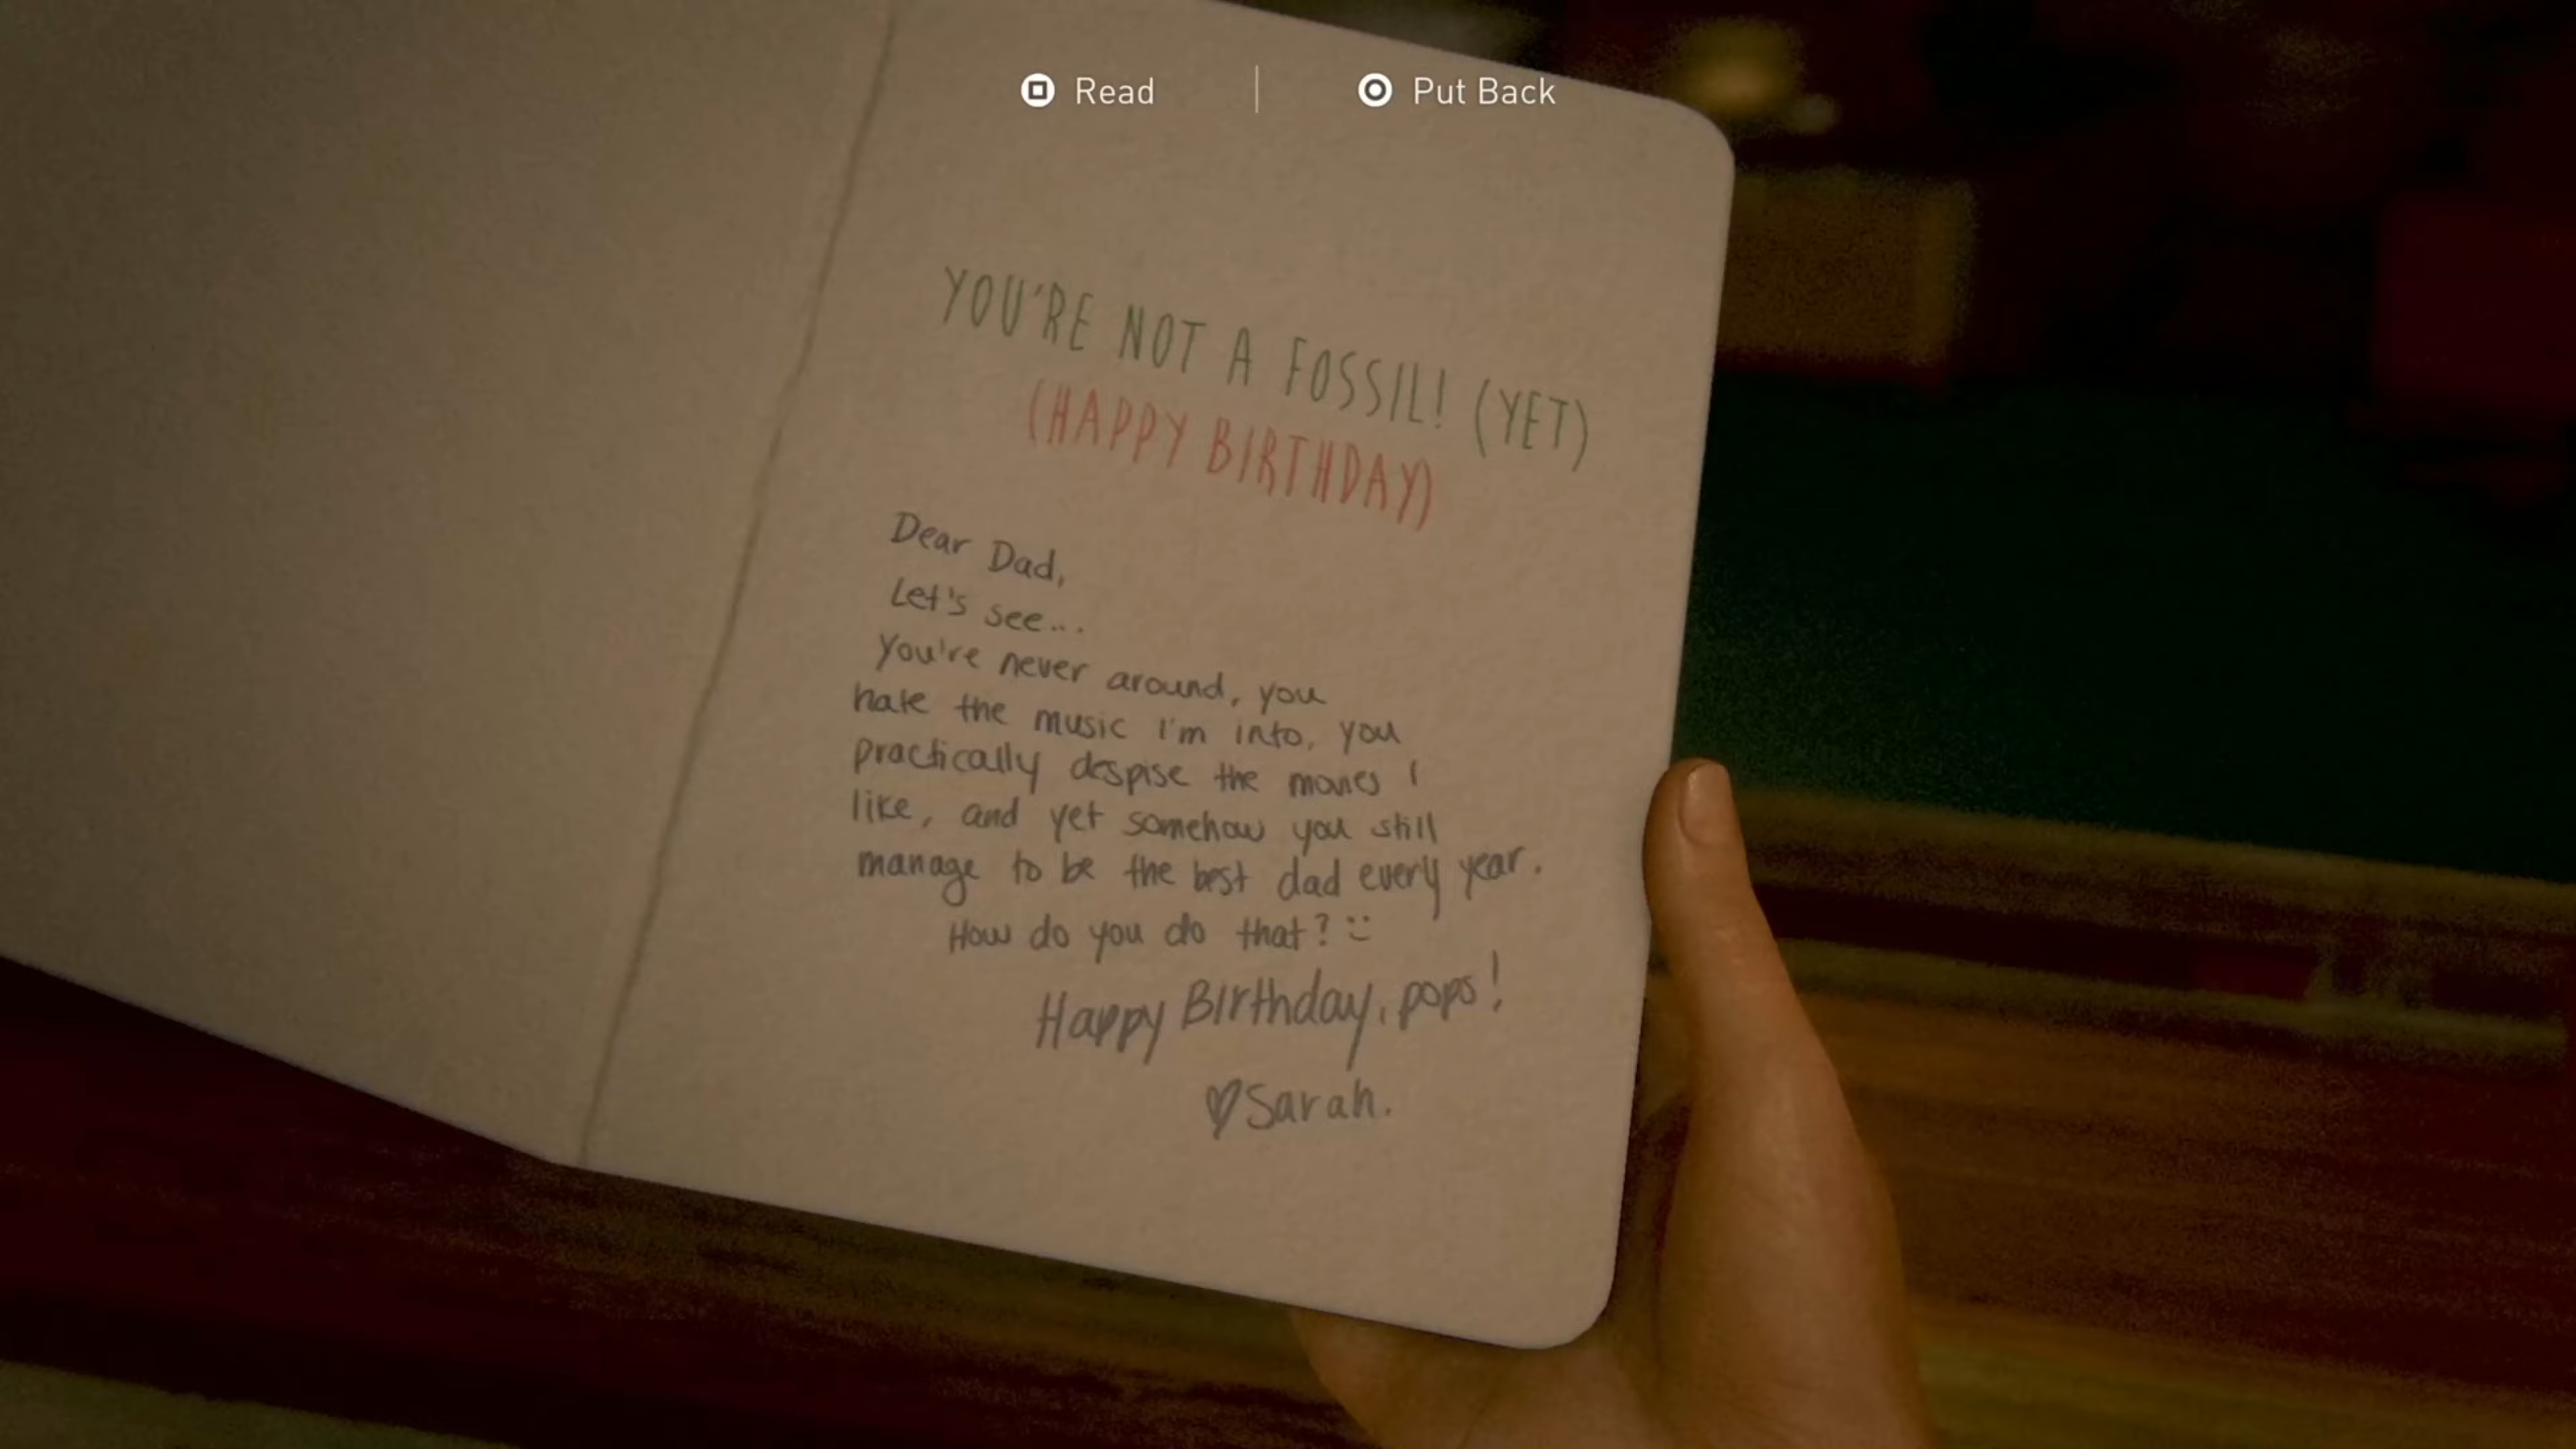 Read | Put Back
YOU'RE NOT A FOSSIL! (YET)
(HAPPY BIRTHDAY)
Dear Dad,
Let's see...
You're never around, you
hate the music I'm into, you
practically despise the movies I
like, and yet somehow you still
manage to be the best dad every year.
How do you do that? :)
Happy Birthday, pops!
♡Sarah.